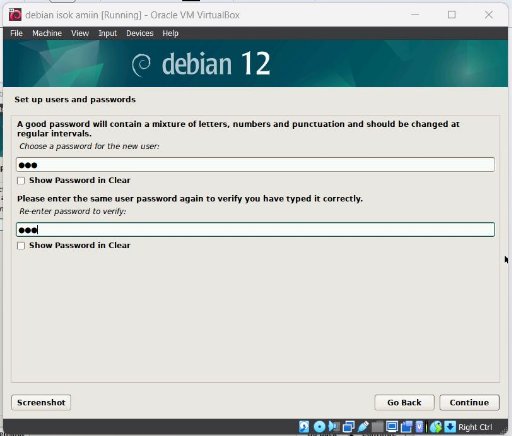 debian isok amiin [Running] - Oracle VM VirtualBox
File Machine View Input Devices Help
debian 12
Set up users and passwords
A good password will contain a mixture of letters, numbers and punctuation and should be changed at
regular intervals.
Choose a password for the new user:
●●●
Show Password in Clear
Please enter the same user password again to verify you have typed it correctly.
Re-enter password to verify:
●●●
Show Password in Clear
Screenshot Go Back Continue
Right Ctrl